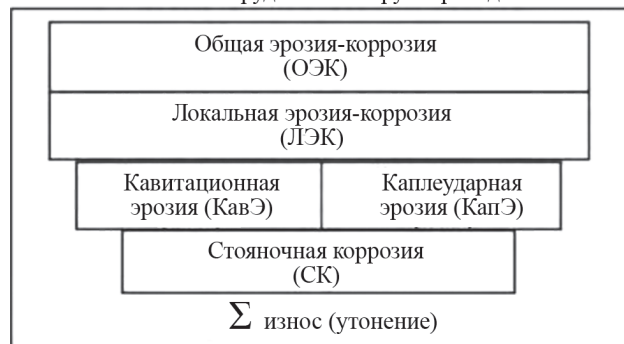 Общая эрозия-коррозия
(ОЭК)
Локальная эрозия-коррозия
(ЛЭК)
Кавитационная
эрозия (КавЭ)
Каплеударная
эрозия (КапЭ)
Стояночная коррозия
(СК)
Σ износ (утонение)